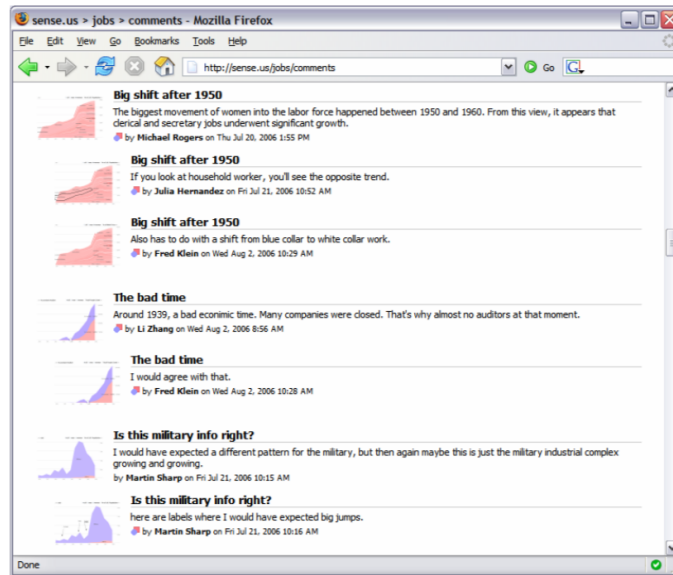 sense.us > jobs > comments - Mozilla Firefox
File Edit View Go Bookmarks Tools Help
http://sense.us/jobs/comments Go G
Big shift after 1950
The biggest movement of women into the labor force happened between 1950 and 1960. From this view, it appears that
clerical and secretary jobs underwent significant growth.
by Michael Rogers on Thu Jul 20, 2006 1:55 PM
Big shift after 1950
If you look at household worker, you'll see the opposite trend.
by Julia Hernandez on Fri Jul 21, 2006 10:52 AM
Big shift after 1950
Also has to do with a shift from blue collar to white collar work.
by Fred Klein on Wed Aug 2, 2006 10:29 AM
The bad time
Around 1939, a bad econimic time. Many companies were closed. That's why almost no auditors at that moment.
by Li Zhang on Wed Aug 2, 2006 8:56 AM
The bad time
I would agree with that.
by Fred Klein on Wed Aug 2, 2006 10:28 AM
Is this military info right?
I would have expected a different pattern for the military, but then again maybe this is just the military industrial complex
growing and growing.
by Martin Sharp on Fri Jul 21, 2006 10:15 AM
Is this military info right?
here are labels where I would have expected big jumps.
by Martin Sharp on Fri Jul 21, 2006 10:16 AM
Done